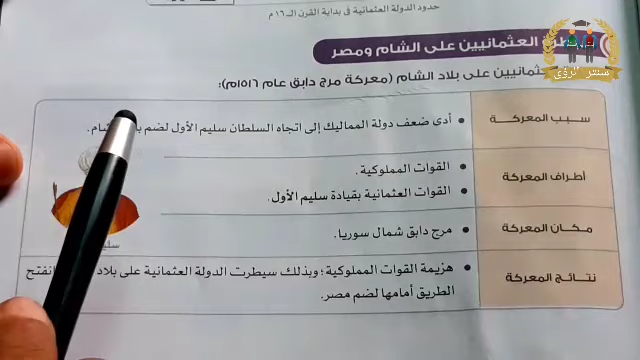 حدود الدولة العثمانية فى بداية القرن الـ١٦م
العثمانيين على الشام ومصر
سنتر الرؤى
على بلاد الشام (معركة مرج دابق عام ١٥١٦م):
سبب المعركة
أدى ضعف دولة المماليك إلى اتجاه السلطان سليم الأول لضم
أطراف المعركة
القوات المملوكية.
القوات العثمانية بقيادة سليم الأول.
مكان المعركة
مرج دابق شمال سوريا.
نتائج المعركة
هزيمة القوات المملوكية؛ وبذلك سيطرت الدولة العثمانية على بلاد
الطريق أمامها لضم مصر.